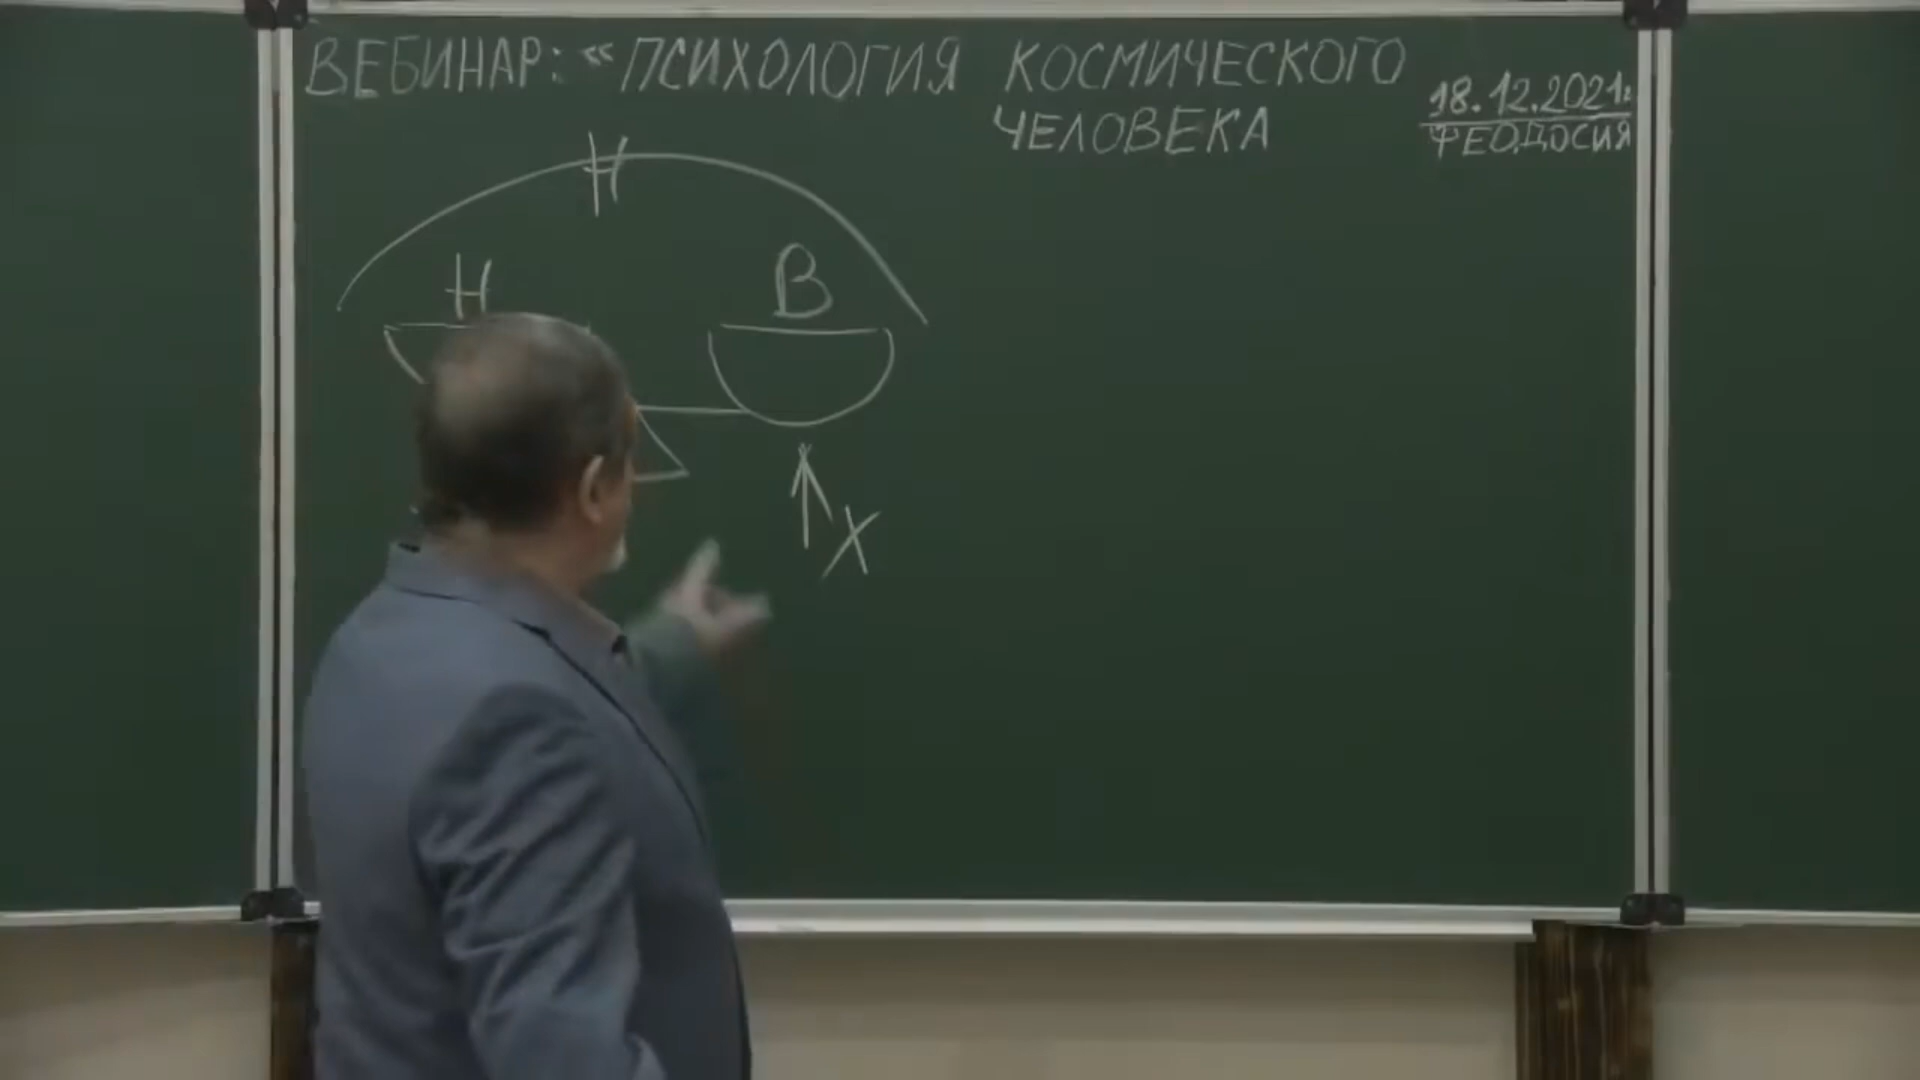 ВЕБИНАР: «ПСИХОЛОГИЯ КОСМИЧЕСКОГО
ЧЕЛОВЕКА
18.12.2021г
ФЕОДОСИЯ
Н
Н
В
Х